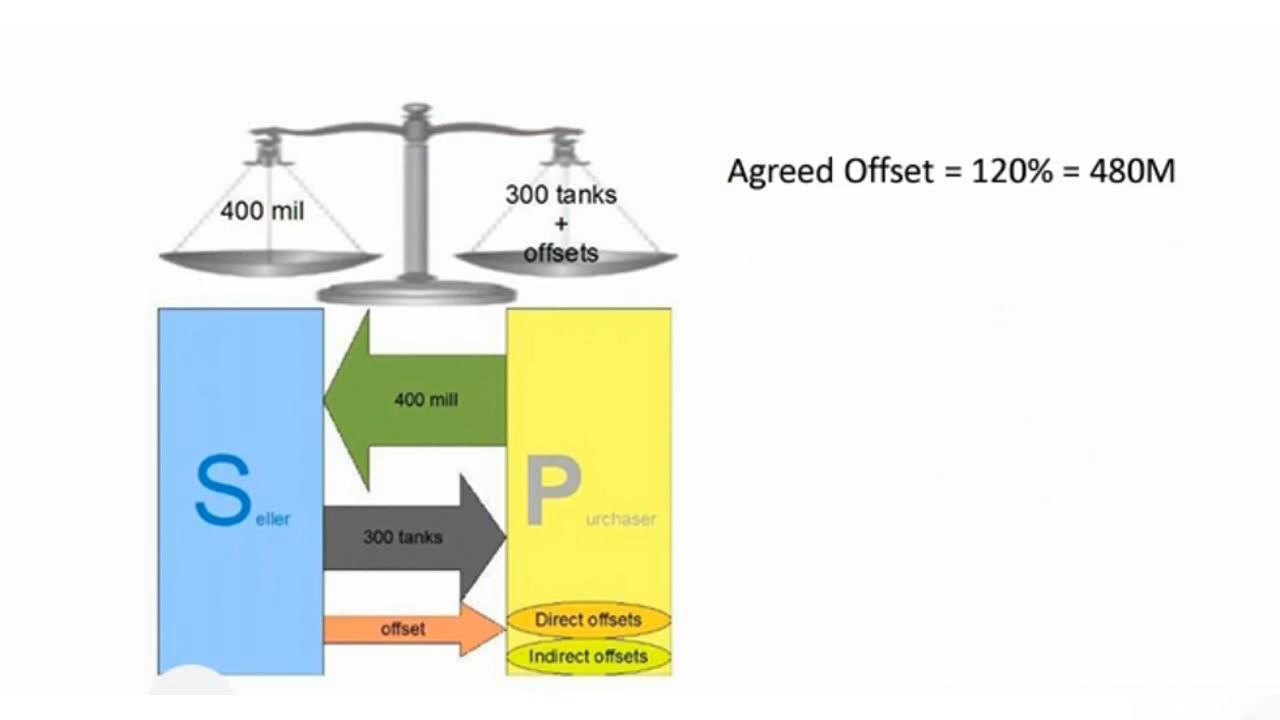 Agreed Offset = 120% = 480M
400 mil
300 tanks
+
offsets
400 mill
Seller
Purchaser
300 tanks
offset
Direct offsets
Indirect offsets